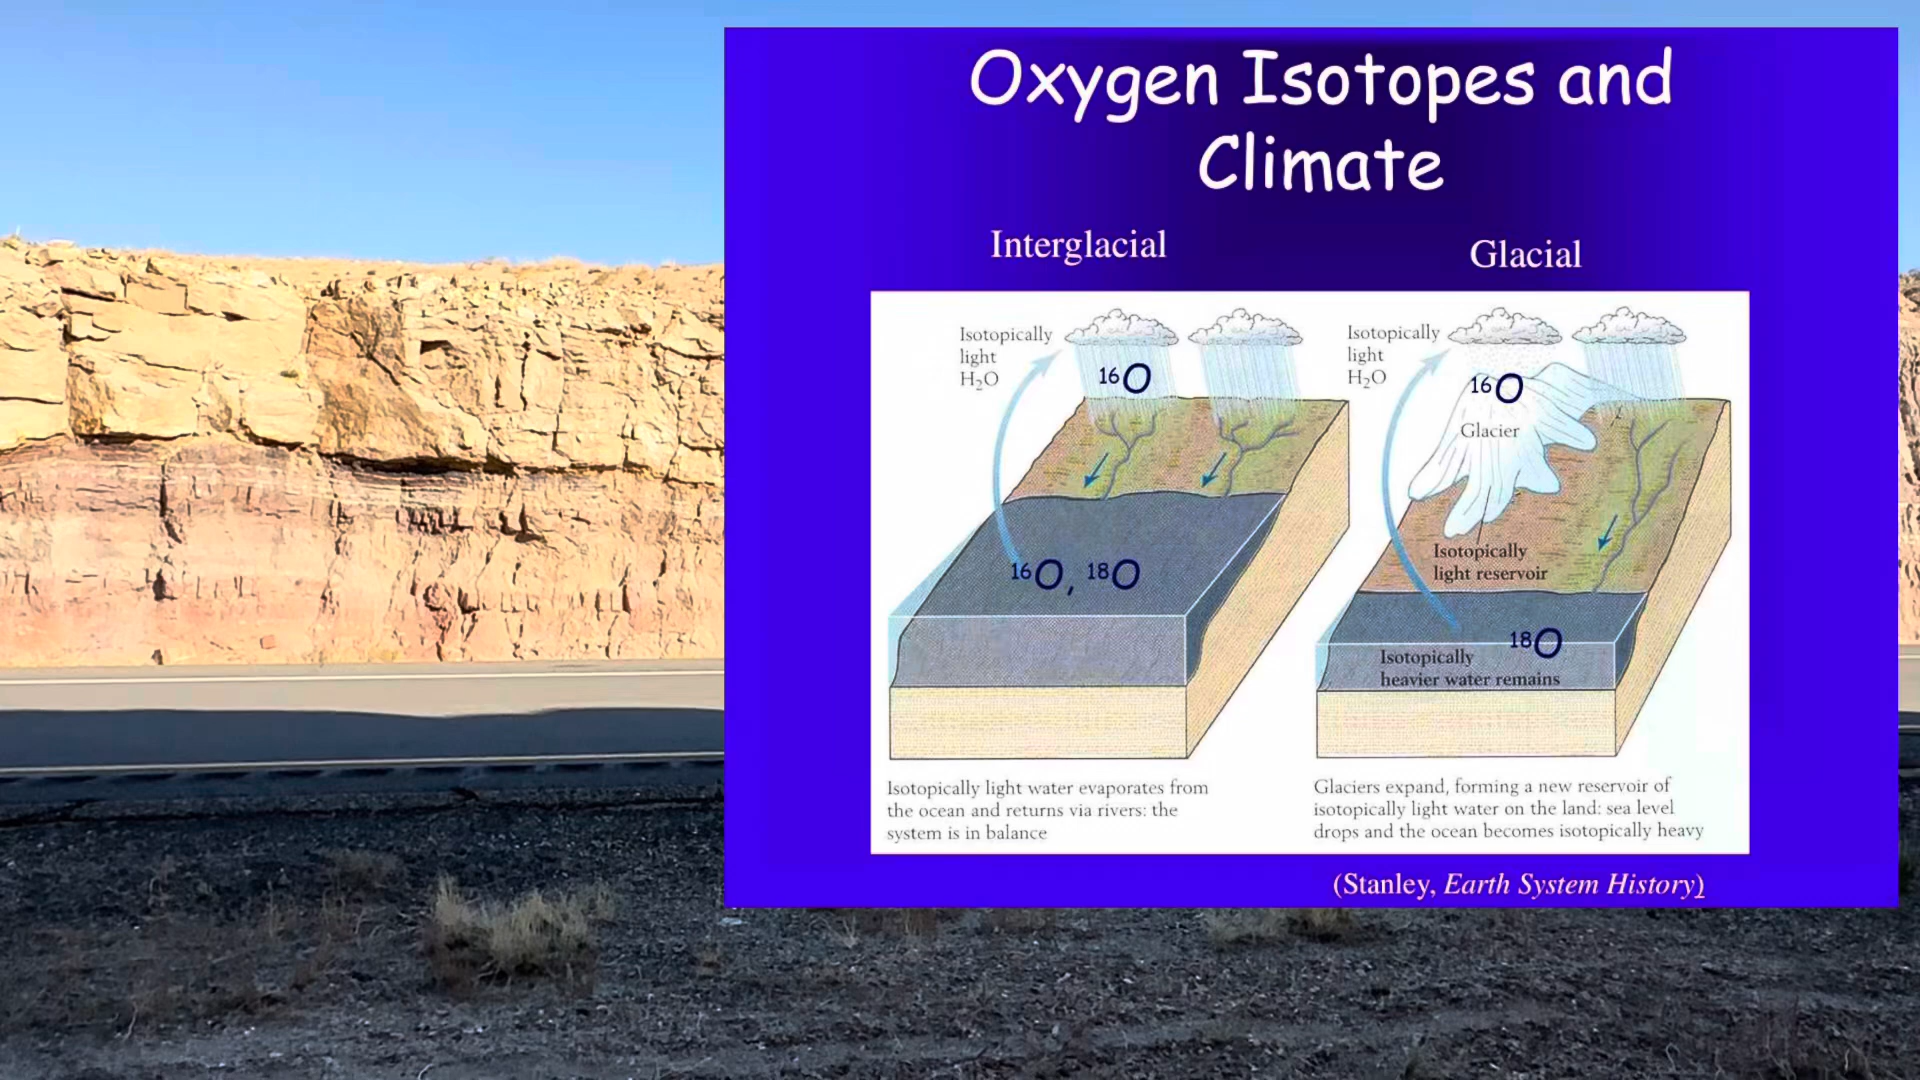 Oxygen Isotopes and
Climate
Interglacial
Glacial
Isotopically
light
H₂O
¹⁶O
¹⁶O, ¹⁸O
Isotopically light water evaporates from
the ocean and returns via rivers: the
system is in balance
Isotopically
light
H₂O
¹⁶O
Glacier
Isotopically
light reservoir
¹⁸O
Isotopically
heavier water remains
Glaciers expand, forming a new reservoir of
isotopically light water on the land: sea level
drops and the ocean becomes isotopically heavy
(Stanley, Earth System History)